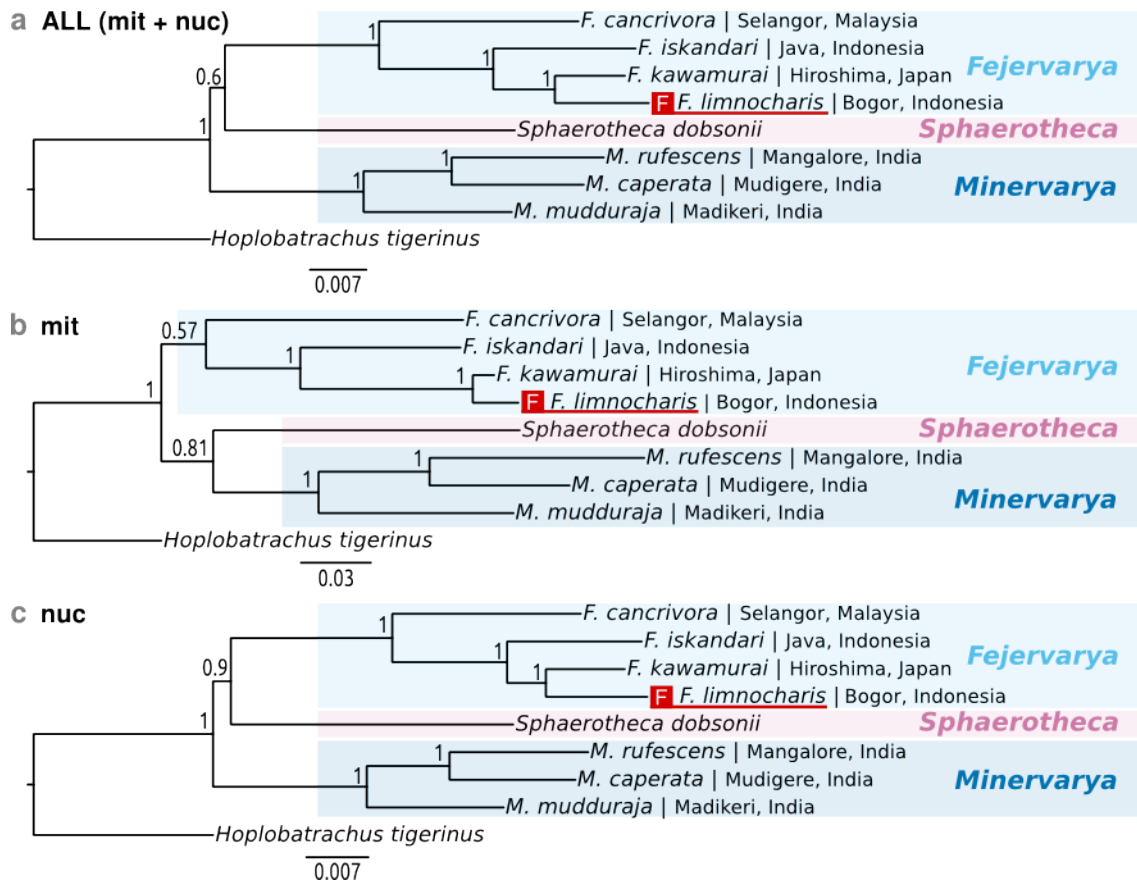 a ALL (mit + nuc)
1 F. cancrivora | Selangor, Malaysia
1 F. iskandari | Java, Indonesia
0.6 1 F. kawamurai | Hiroshima, Japan Fejervarya
F F. limnocharis | Bogor, Indonesia
1 Sphaerotheca dobsonii Sphaerotheca
1 M. rufescens | Mangalore, India
1 M. caperata | Mudigere, India Minervarya
M. mudduraja | Madikeri, India
Hoplobatrachus tigerinus
0.007
b mit
0.57 F. cancrivora | Selangor, Malaysia
1 F. iskandari | Java, Indonesia
1 1 F. kawamurai | Hiroshima, Japan Fejervarya
F F. limnocharis | Bogor, Indonesia
0.81 Sphaerotheca dobsonii Sphaerotheca
1 M. rufescens | Mangalore, India
1 M. caperata | Mudigere, India Minervarya
M. mudduraja | Madikeri, India
Hoplobatrachus tigerinus
0.03
c nuc
1 F. cancrivora | Selangor, Malaysia
1 F. iskandari | Java, Indonesia
0.9 1 F. kawamurai | Hiroshima, Japan Fejervarya
F F. limnocharis | Bogor, Indonesia
1 Sphaerotheca dobsonii Sphaerotheca
1 M. rufescens | Mangalore, India
1 M. caperata | Mudigere, India Minervarya
M. mudduraja | Madikeri, India
Hoplobatrachus tigerinus
0.007